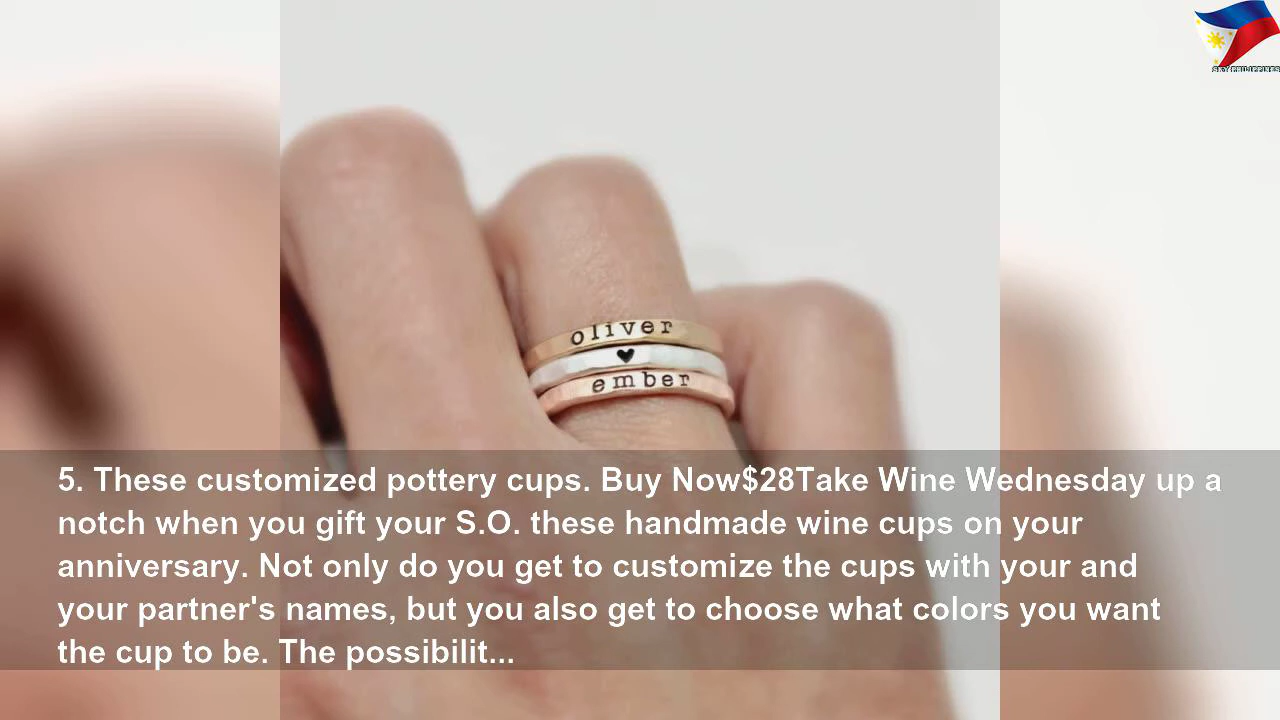 SKY PHILIPPINES
oliver
♥
ember
5. These customized pottery cups. Buy Now$28Take Wine Wednesday up a
notch when you gift your S.O. these handmade wine cups on your
anniversary. Not only do you get to customize the cups with your and
your partner's names, but you also get to choose what colors you want
the cup to be. The possibilit...